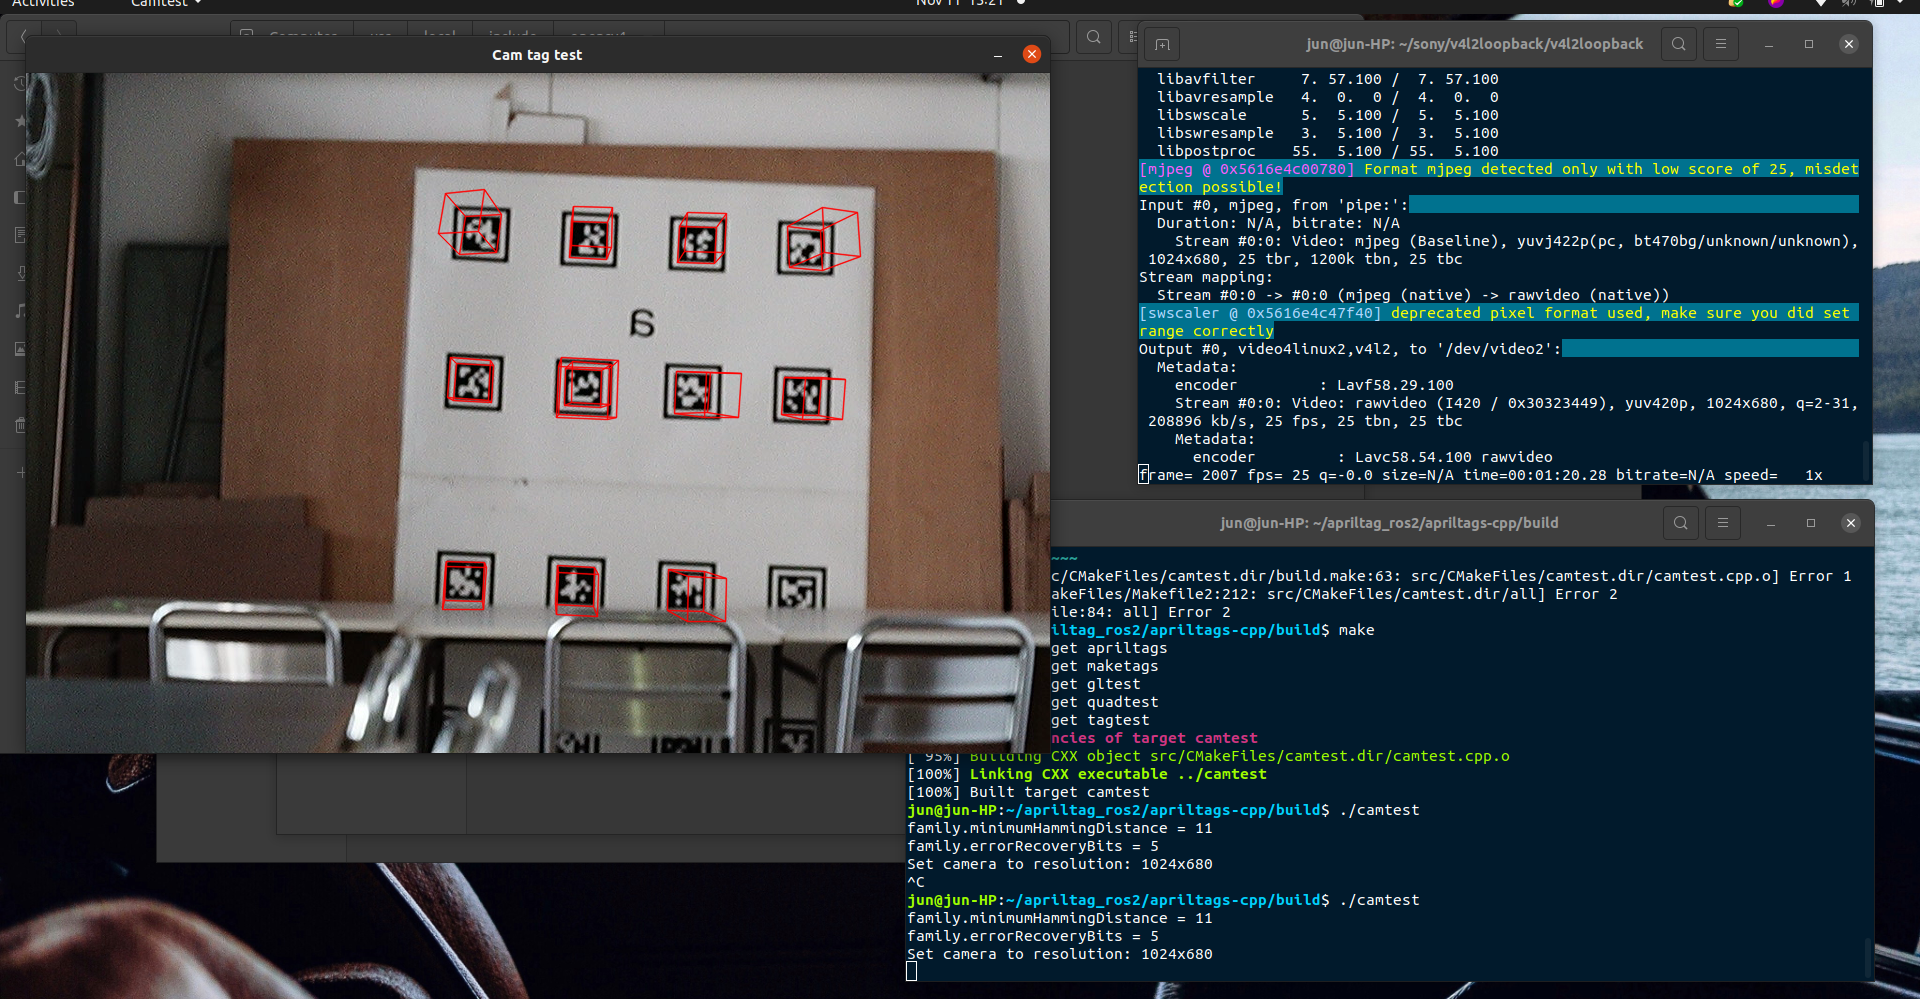 Activities
Camtest
Nov 11 13:21
Computer usr local include opencv4
Cam tag test
a
jun@jun-HP: ~/sony/v4l2loopback/v4l2loopback
libavfilter 7. 57.100 / 7. 57.100
libavresample 4. 0. 0 / 4. 0. 0
libswscale 5. 5.100 / 5. 5.100
libswresample 3. 5.100 / 3. 5.100
libpostproc 55. 5.100 / 55. 5.100
[mjpeg @ 0x5616e4c00780] Format mjpeg detected only with low score of 25, misdet
ection possible!
Input #0, mjpeg, from 'pipe:':
Duration: N/A, bitrate: N/A
Stream #0:0: Video: mjpeg (Baseline), yuvj422p(pc, bt470bg/unknown/unknown),
1024x680, 25 tbr, 1200k tbn, 25 tbc
Stream mapping:
Stream #0:0 -> #0:0 (mjpeg (native) -> rawvideo (native))
[swscaler @ 0x5616e4c47f40] deprecated pixel format used, make sure you did set
range correctly
Output #0, video4linux2,v4l2, to '/dev/video2':
Metadata:
encoder : Lavf58.29.100
Stream #0:0: Video: rawvideo (I420 / 0x30323449), yuv420p, 1024x680, q=2-31,
208896 kb/s, 25 fps, 25 tbn, 25 tbc
Metadata:
encoder : Lavc58.54.100 rawvideo
frame= 2007 fps= 25 q=-0.0 size=N/A time=00:01:20.28 bitrate=N/A speed= 1x
jun@jun-HP: ~/apriltag_ros2/apriltags-cpp/build
~~~
c/CMakeFiles/camtest.dir/build.make:63: src/CMakeFiles/camtest.dir/camtest.cpp.o] Error 1
akeFiles/Makefile2:212: src/CMakeFiles/camtest.dir/all] Error 2
ile:84: all] Error 2
iltag_ros2/apriltags-cpp/build$ make
get apriltags
get maketags
get gltest
get quadtest
get tagtest
ncies of target camtest
[ 95%] Building CXX object src/CMakeFiles/camtest.dir/camtest.cpp.o
[100%] Linking CXX executable ../camtest
[100%] Built target camtest
jun@jun-HP:~/apriltag_ros2/apriltags-cpp/build$ ./camtest
family.minimumHammingDistance = 11
family.errorRecoveryBits = 5
Set camera to resolution: 1024x680
^C
jun@jun-HP:~/apriltag_ros2/apriltags-cpp/build$ ./camtest
family.minimumHammingDistance = 11
family.errorRecoveryBits = 5
Set camera to resolution: 1024x680